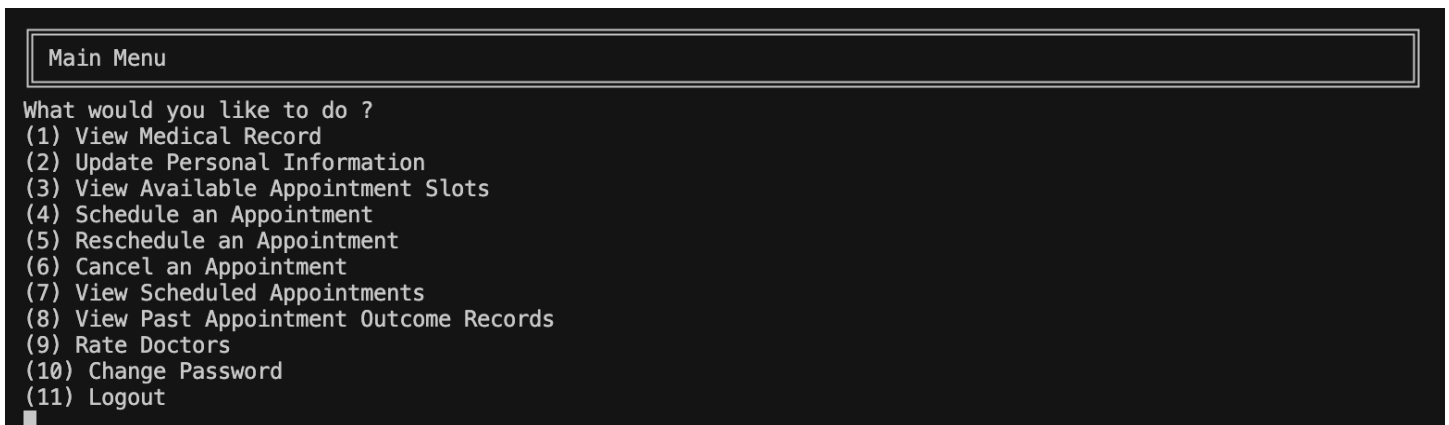 Main Menu
What would you like to do ?
(1) View Medical Record
(2) Update Personal Information
(3) View Available Appointment Slots
(4) Schedule an Appointment
(5) Reschedule an Appointment
(6) Cancel an Appointment
(7) View Scheduled Appointments
(8) View Past Appointment Outcome Records
(9) Rate Doctors
(10) Change Password
(11) Logout